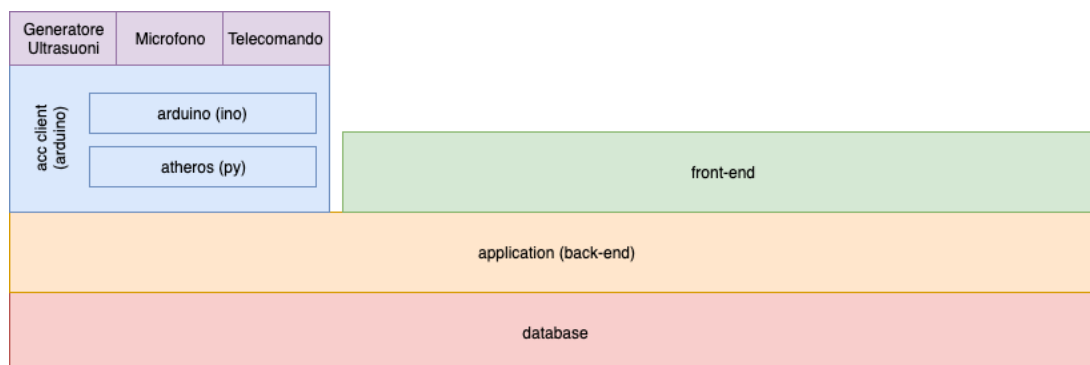 Generatore
Ultrasuoni
Microfono
Telecomando
acc client
(arduino)
arduino (ino)
atheros (py)
front-end
application (back-end)
database